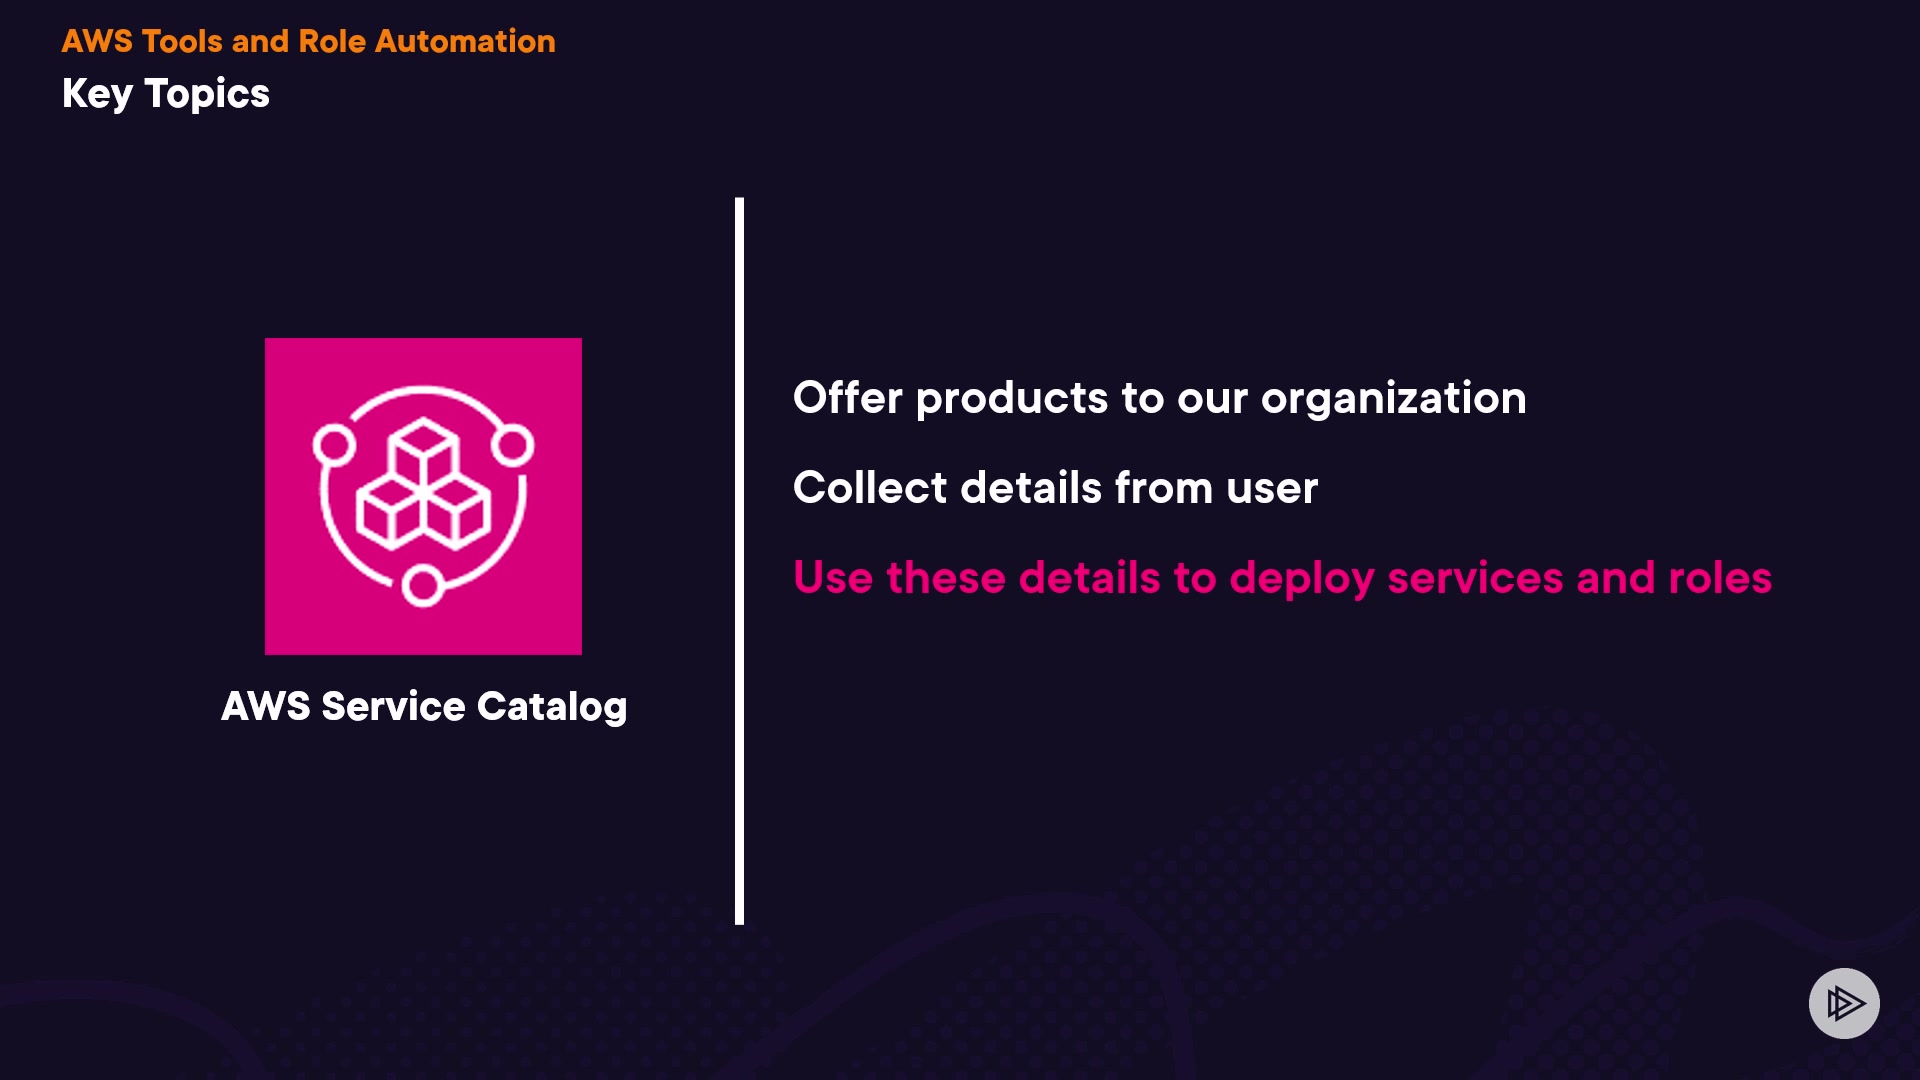 AWS Tools and Role Automation
Key Topics
AWS Service Catalog
Offer products to our organization
Collect details from user
Use these details to deploy services and roles